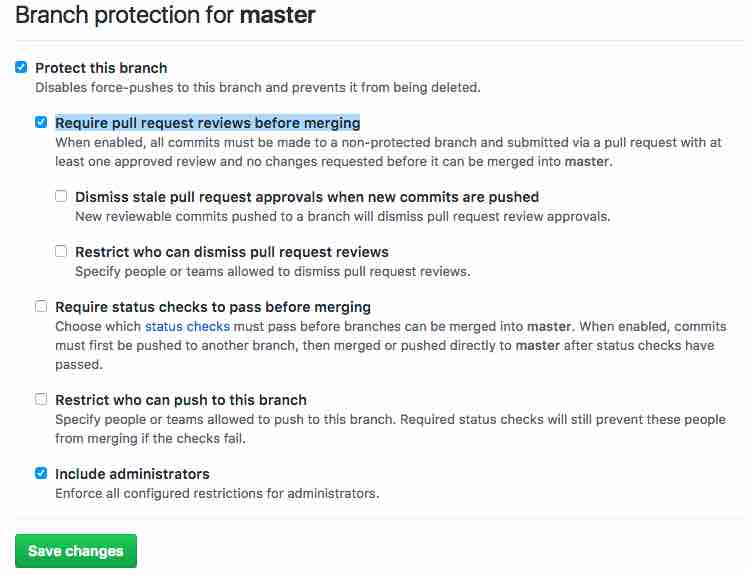 Branch protection for master
Protect this branch
Disables force-pushes to this branch and prevents it from being deleted.
Require pull request reviews before merging
When enabled, all commits must be made to a non-protected branch and submitted via a pull request with at
least one approved review and no changes requested before it can be merged into master.
Dismiss stale pull request approvals when new commits are pushed
New reviewable commits pushed to a branch will dismiss pull request review approvals.
Restrict who can dismiss pull request reviews
Specify people or teams allowed to dismiss pull request reviews.
Require status checks to pass before merging
Choose which status checks must pass before branches can be merged into master. When enabled, commits
must first be pushed to another branch, then merged or pushed directly to master after status checks have
passed.
Restrict who can push to this branch
Specify people or teams allowed to push to this branch. Required status checks will still prevent these people
from merging if the checks fail.
Include administrators
Enforce all configured restrictions for administrators.
Save changes